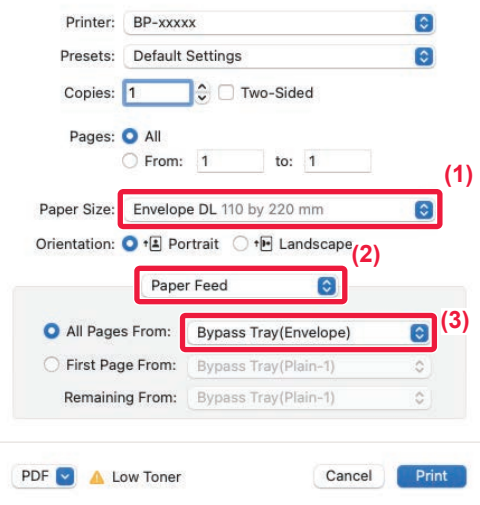 Printer: BP-xxxxx
Presets: Default Settings
Copies: 1 Two-Sided
Pages: All
From: 1 to: 1
(1)
Paper Size: Envelope DL 110 by 220 mm
Orientation: Portrait Landscape
(2)
Paper Feed
(3)
All Pages From: Bypass Tray(Envelope)
First Page From: Bypass Tray(Plain-1)
Remaining From: Bypass Tray(Plain-1)
PDF Low Toner Cancel Print